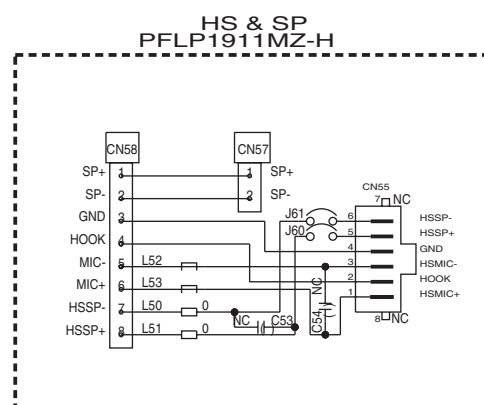 HS & SP
PFLP1911MZ-H
CN58
CN57
SP+ 1
1 SP+
SP- 2
2 SP-
GND 3
HOOK 4
MIC- 5 L52
MIC+ 6 L53
HSSP- 7 L50 0
HSSP+ 8 L51 0
NC C53
NC
C54
J61
J60
CN55
7 NC
6 HSSP-
5 HSSP+
4 GND
3 HSMIC-
2 HOOK
1 HSMIC+
8 NC